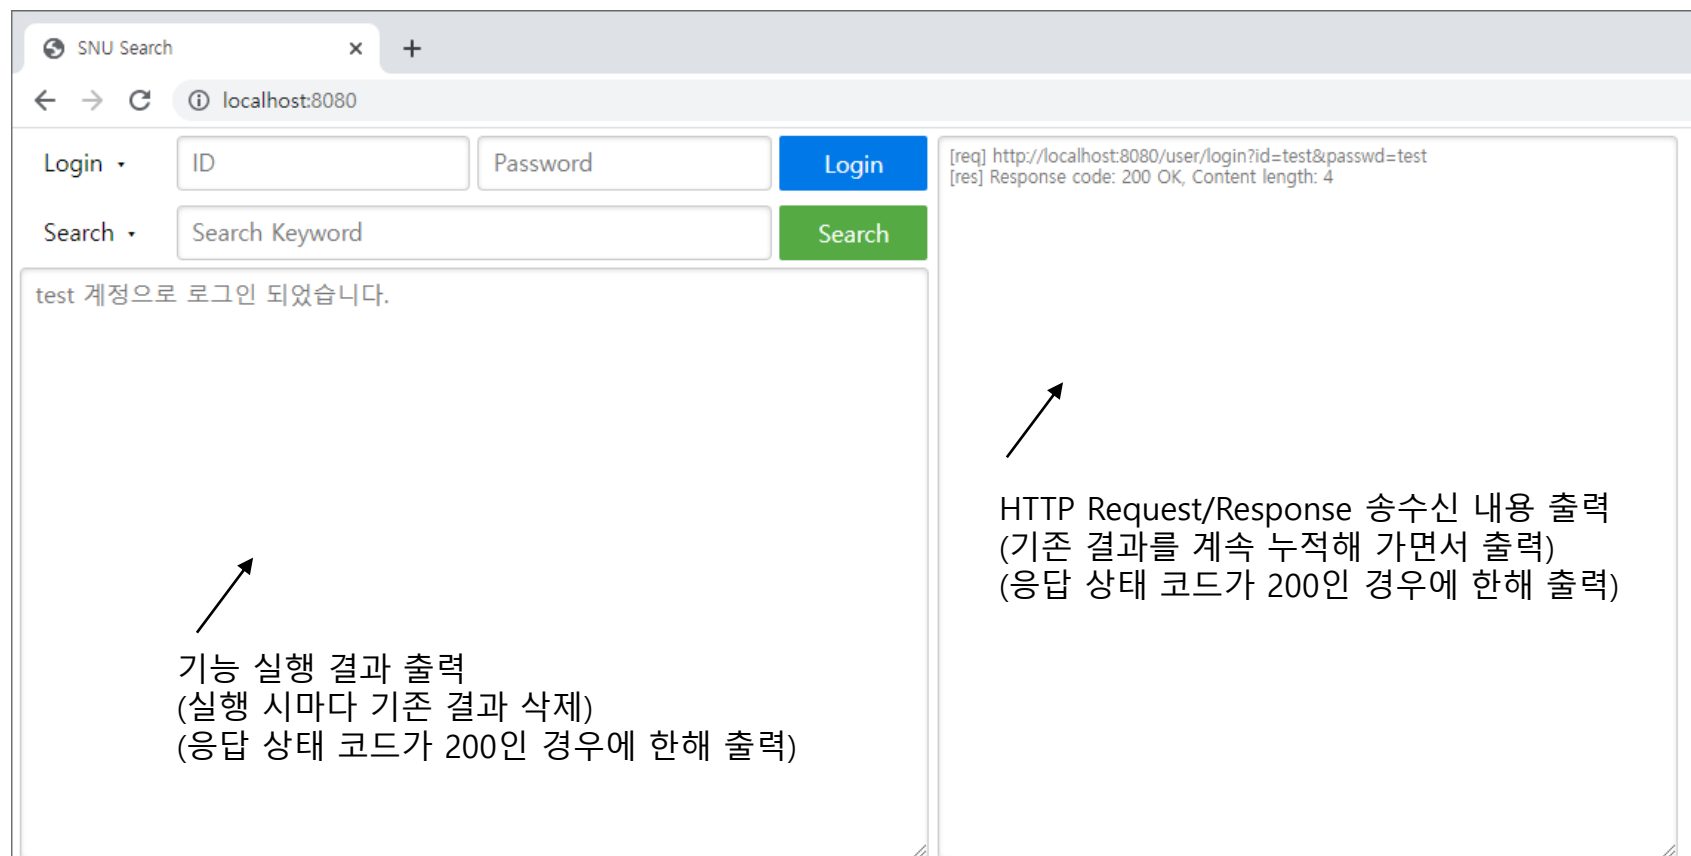 SNU Search
localhost:8080
Login
ID
Password
Login
Search
Search Keyword
Search
test 계정으로 로그인 되었습니다.
기능 실행 결과 출력
(실행 시마다 기존 결과 삭제)
(응답 상태 코드가 200인 경우에 한해 출력)
[req] http://localhost:8080/user/login?id=test&passwd=test
[res] Response code: 200 OK, Content length: 4
HTTP Request/Response 송수신 내용 출력
(기존 결과를 계속 누적해 가면서 출력)
(응답 상태 코드가 200인 경우에 한해 출력)